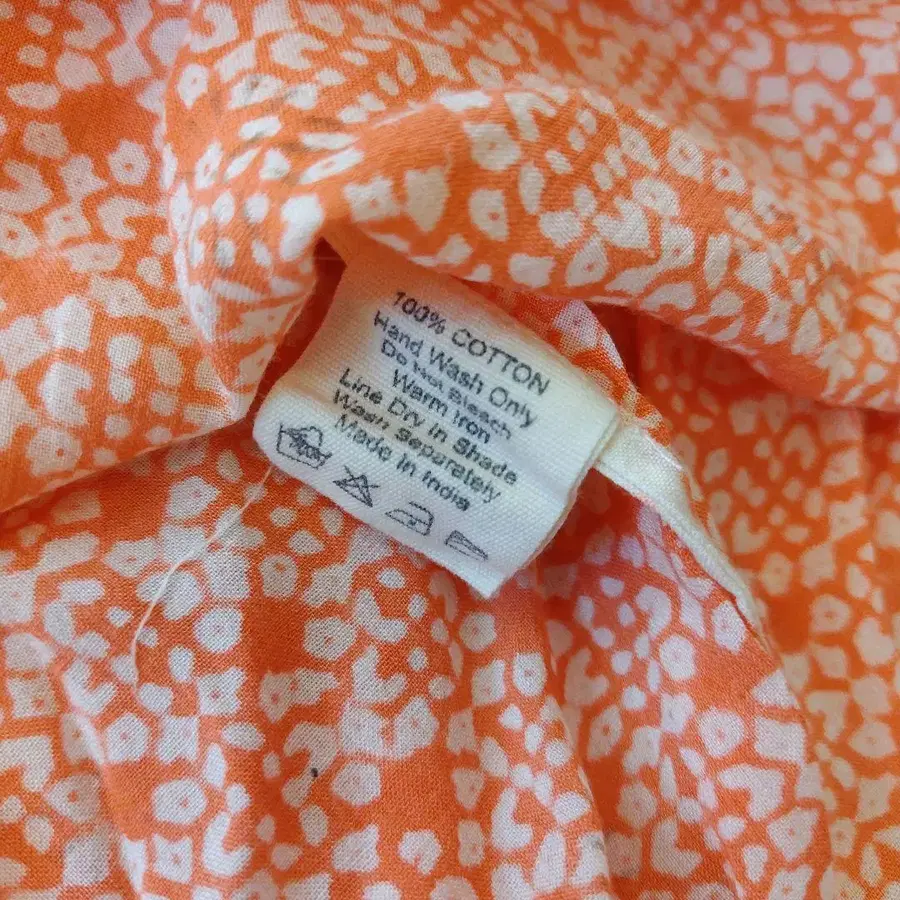 100% COTTON
Hand Wash Only
Do Not Bleach
Warm Iron
Line Dry In Shade
Wash Separately
Made In India